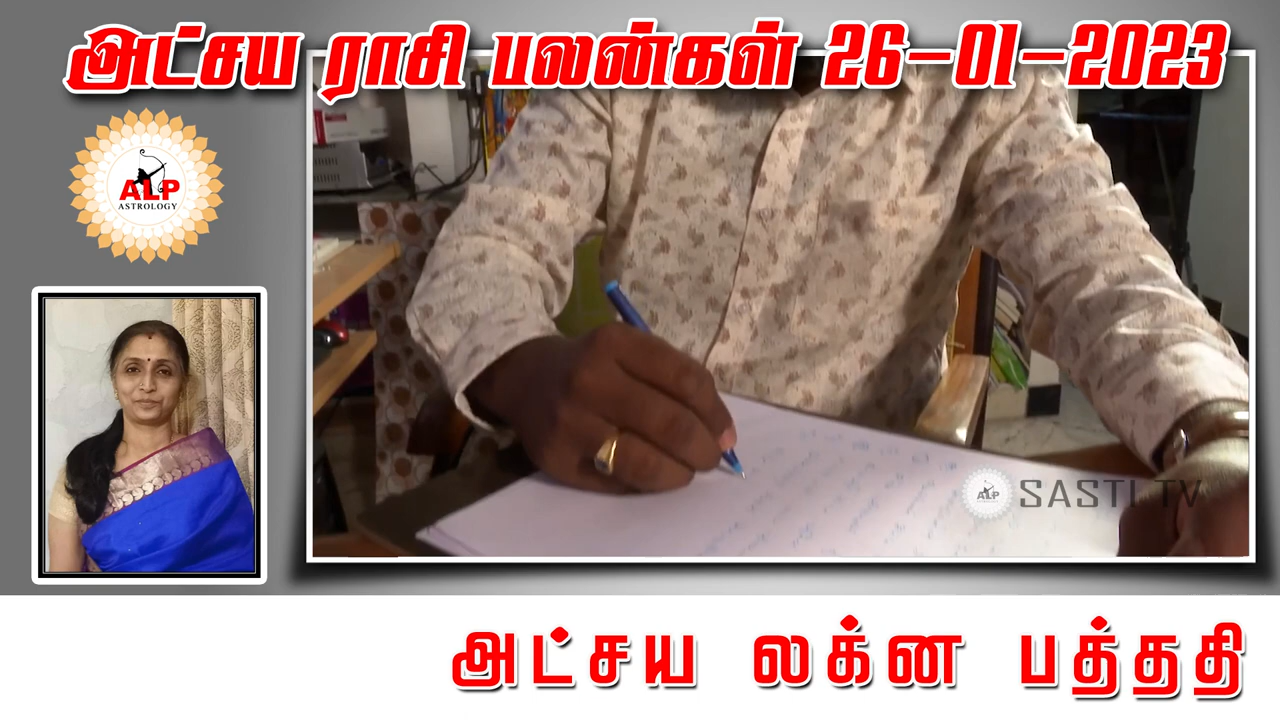 அட்சய ராசி பலன்கள் 26-01-2023
ALP
ASTROLOGY
ALP SASTI TV
அட்சய லக்ன பத்ததி